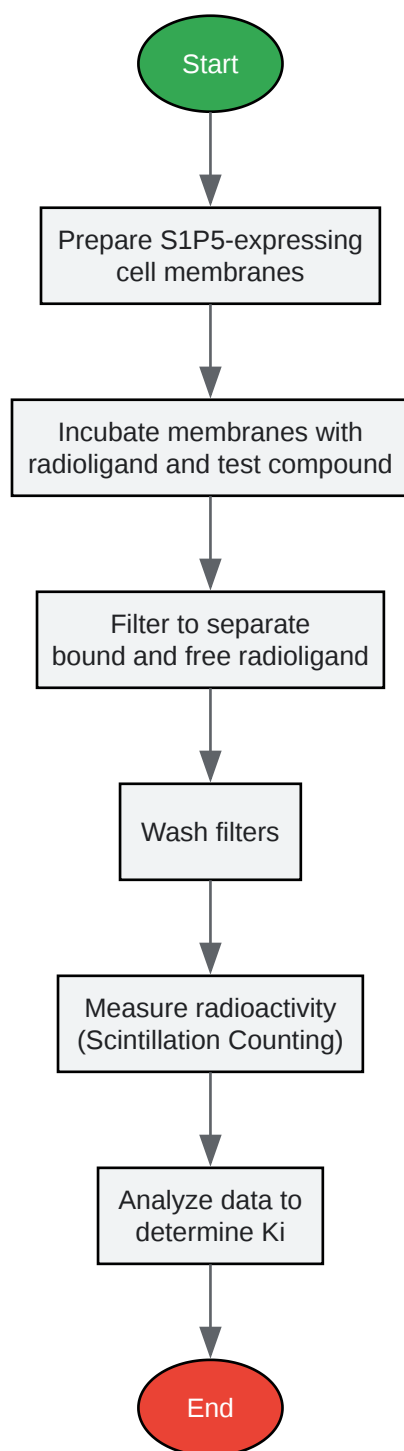 Start
Prepare S1P5-expressing
cell membranes
Incubate membranes with
radioligand and test compound
Filter to separate
bound and free radioligand
Wash filters
Measure radioactivity
(Scintillation Counting)
Analyze data to
determine Ki
End